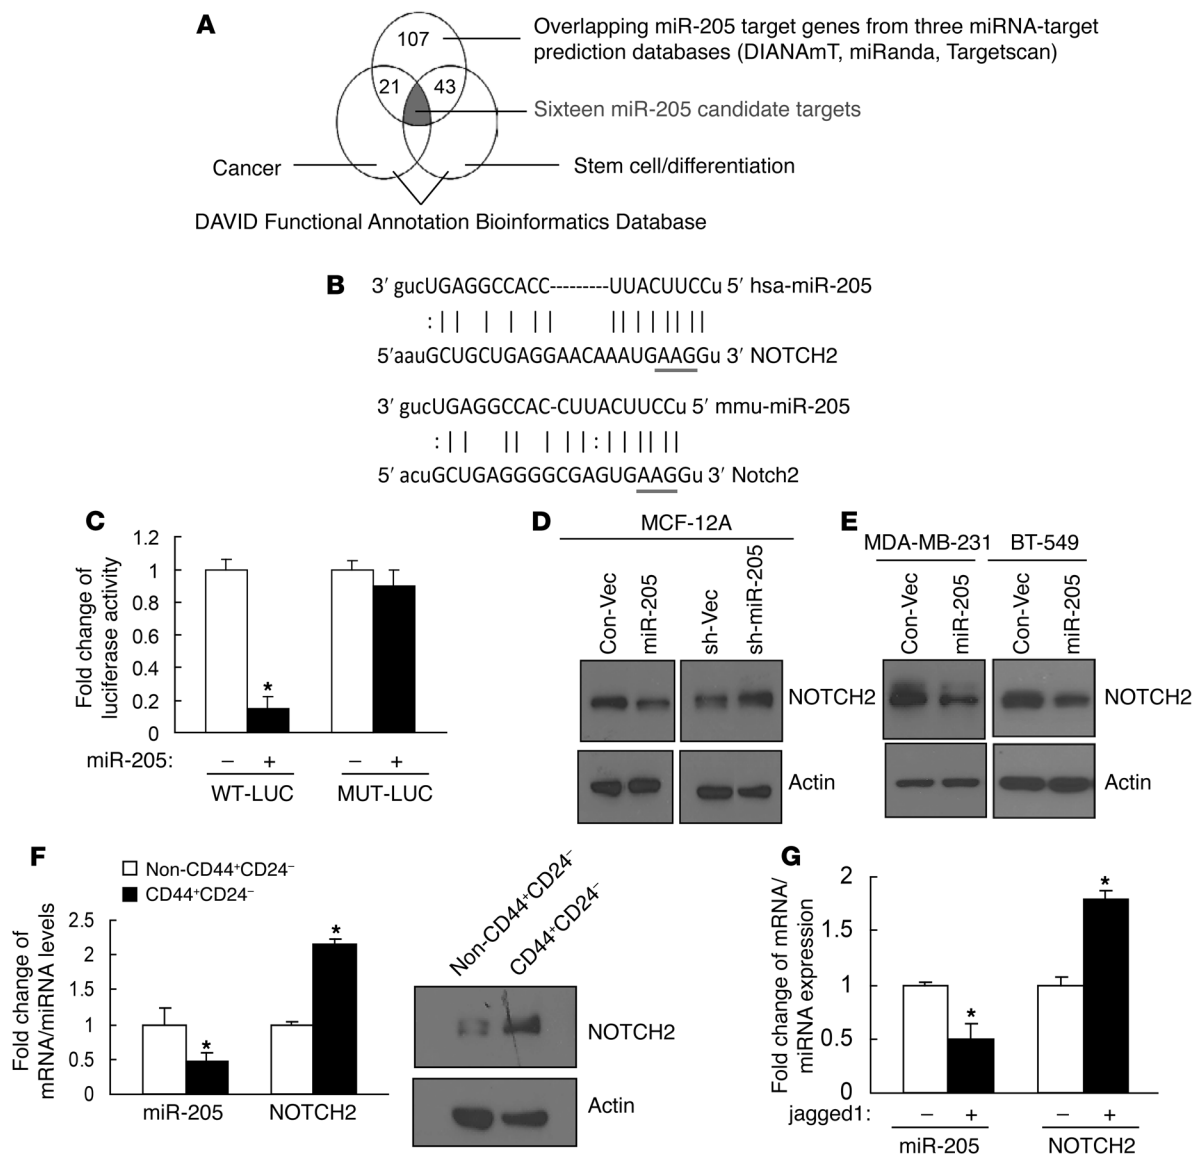 A
107
Overlapping miR-205 target genes from three miRNA-target
prediction databases (DIANAmT, miRanda, Targetscan)
21
43
Sixteen miR-205 candidate targets
Cancer
Stem cell/differentiation
DAVID Functional Annotation Bioinformatics Database
B
3′ gucUGAGGCCACC---------UUACUUCCu 5′ hsa-miR-205
5′aauGCUGCUGAGGAACAAAUGAAGGu 3′ NOTCH2
3′ gucUGAGGCCAC-CUUACUUCCu 5′ mmu-miR-205
5′ acuGCUGAGGGGCGAGUGAAGGu 3′ Notch2
C
Fold change of
luciferase activity
1.2
1
0.8
0.6
0.4
0.2
0
*
miR-205:
– + – +
WT-LUC MUT-LUC
D
MCF-12A
Con-Vec
miR-205
sh-Vec
sh-miR-205
NOTCH2
Actin
E
MDA-MB-231 BT-549
Con-Vec
miR-205
Con-Vec
miR-205
NOTCH2
Actin
F
Non-CD44⁺CD24⁻
CD44⁺CD24⁻
Fold change of
mRNA/miRNA levels
2.5
2
1.5
1
0.5
0
*
*
miR-205 NOTCH2
Non-CD44⁺CD24⁻
CD44⁺CD24⁻
NOTCH2
Actin
G
Fold change of mRNA/
miRNA expression
2
1.5
1
0.5
0
*
*
jagged1: – + – +
miR-205 NOTCH2